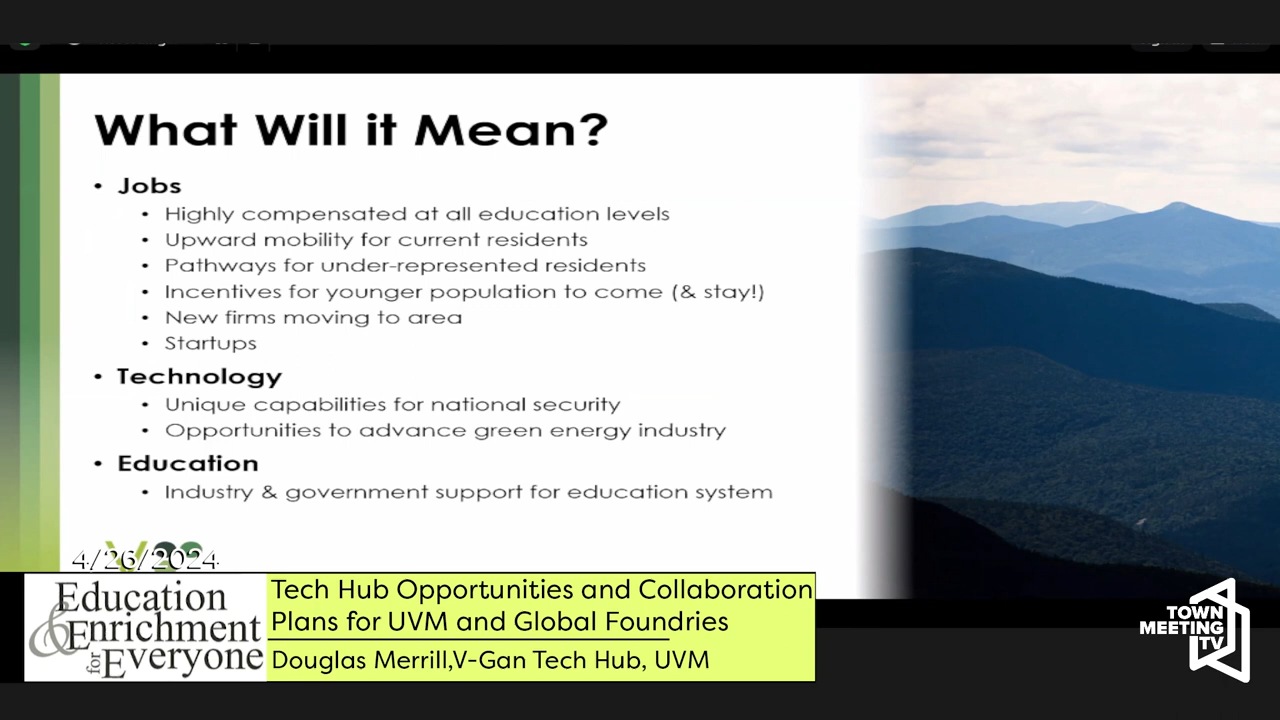 What Will it Mean?
• Jobs
• Highly compensated at all education levels
• Upward mobility for current residents
• Pathways for under-represented residents
• Incentives for younger population to come (& stay!)
• New firms moving to area
• Startups
• Technology
• Unique capabilities for national security
• Opportunities to advance green energy industry
• Education
• Industry & government support for education system
4/26/2024
Education
& Enrichment
for Everyone
Tech Hub Opportunities and Collaboration
Plans for UVM and Global Foundries
Douglas Merrill,V-Gan Tech Hub, UVM
TOWN
MEETING
TV